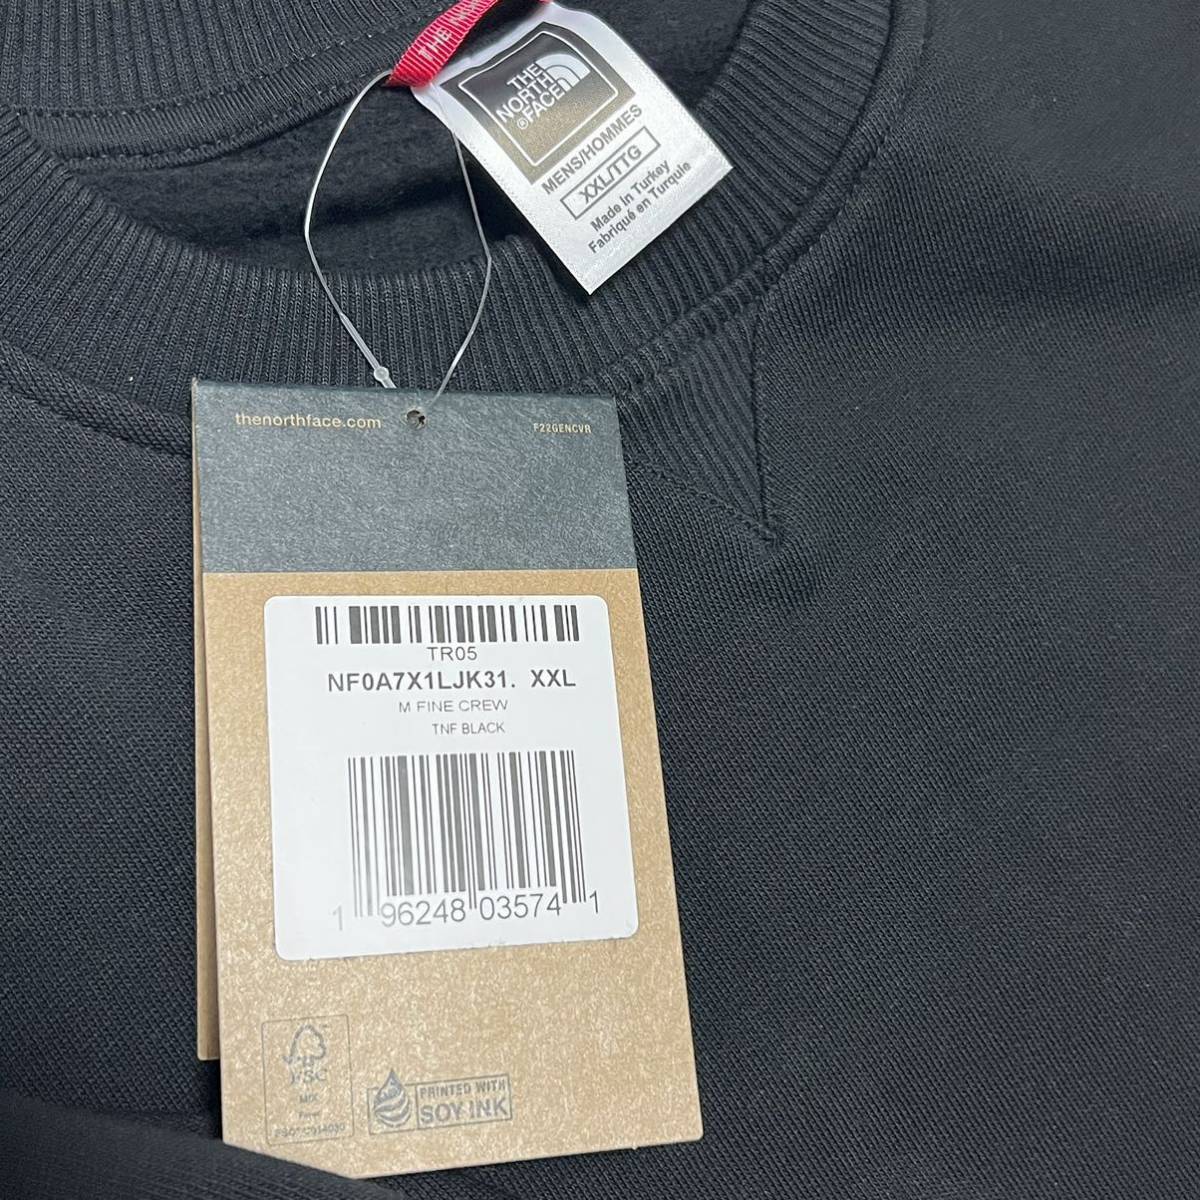 THE
NORTH
FACE
MENS/HOMMES
XXL/TTG
Made in Turkey
Fabriqué en Turquie
thenorthface.com
F22GENCVR
TR05
NF0A7X1LJK31. XXL
M FINE CREW
TNF BLACK
1 96248 03574 1
FSC
MIX
PRINTED WITH
SOY INK